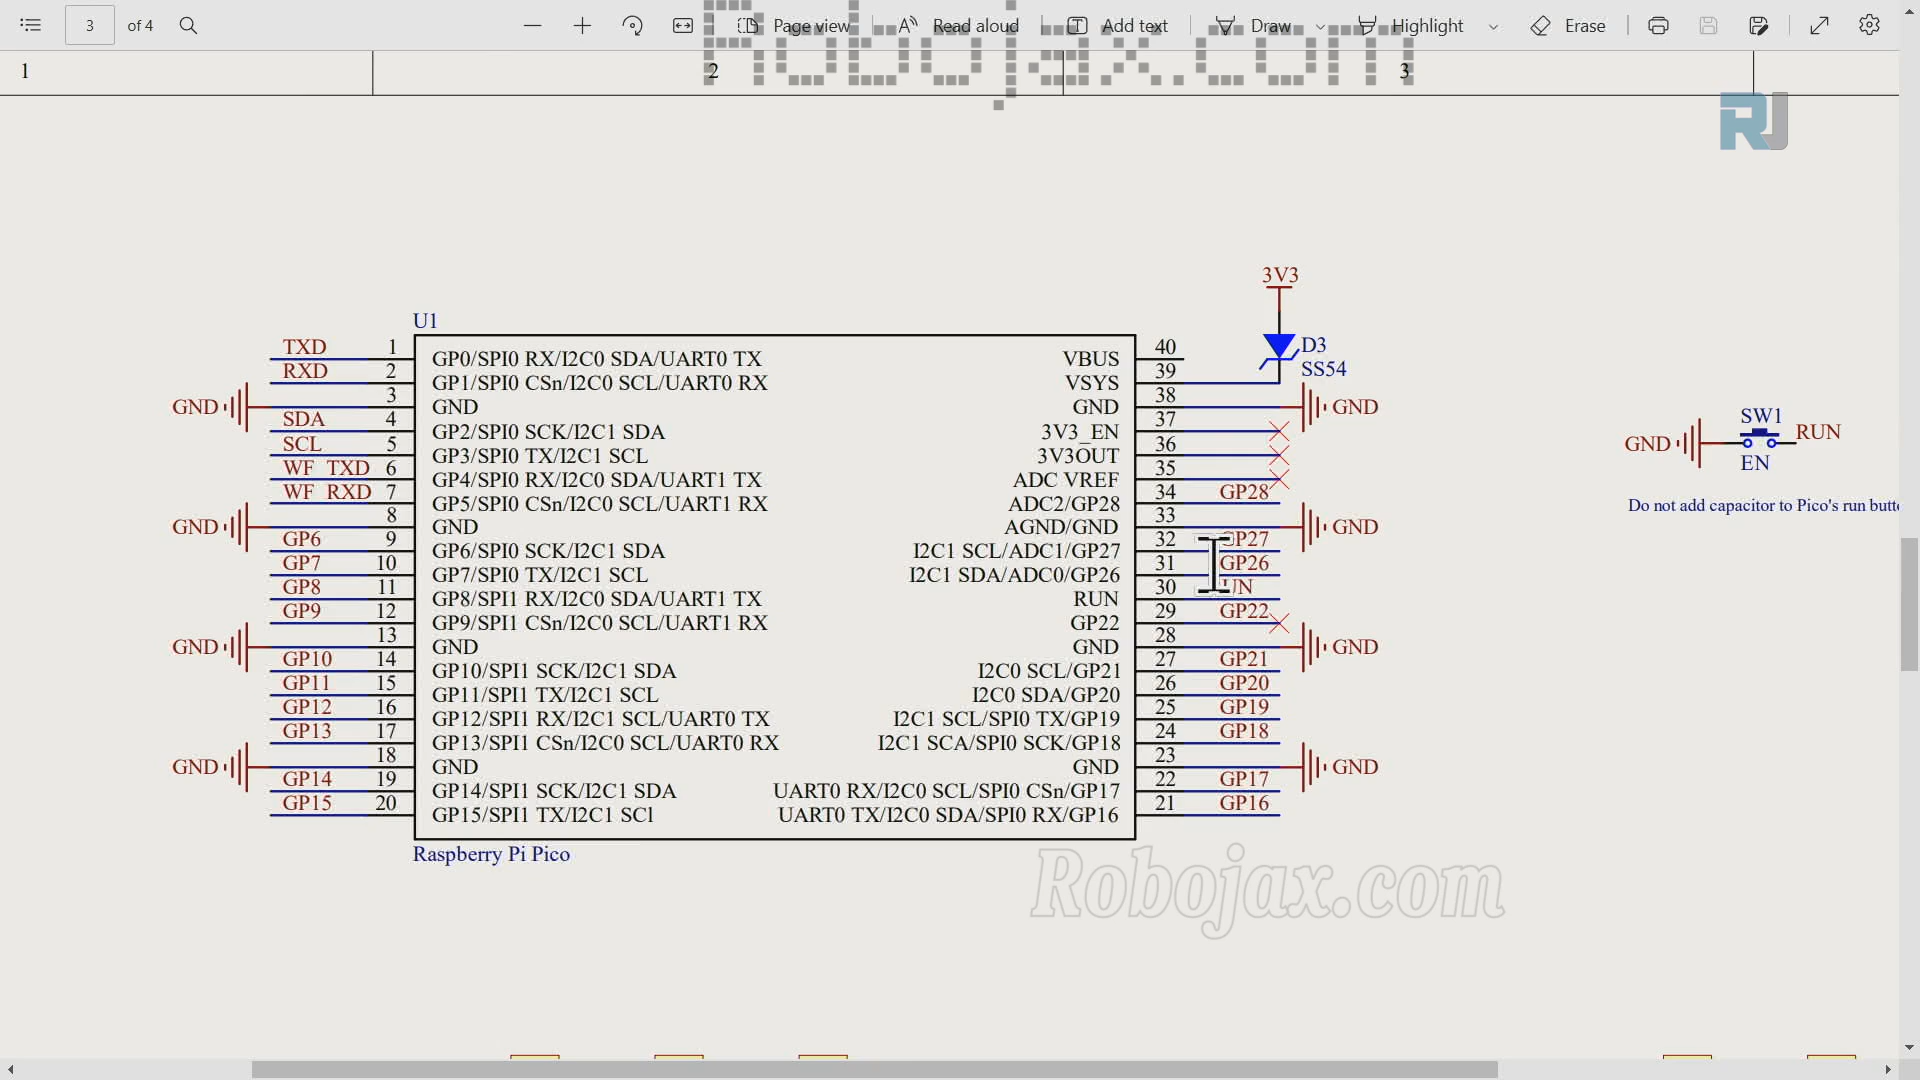 3 of 4 Page view Read aloud Add text Draw Highlight Erase
Robojax.com
1 2 3
RJ
3V3
U1
D3
SS54
TXD 1 GP0/SPI0 RX/I2C0 SDA/UART0 TX VBUS 40
RXD 2 GP1/SPI0 CSn/I2C0 SCL/UART0 RX VSYS 39
GND 3 GND GND 38 GND
SDA 4 GP2/SPI0 SCK/I2C1 SDA 3V3_EN 37
SCL 5 GP3/SPI0 TX/I2C1 SCL 3V3OUT 36
WF_TXD 6 GP4/SPI0 RX/I2C0 SDA/UART1 TX ADC VREF 35
WF_RXD 7 GP5/SPI0 CSn/I2C0 SCL/UART1 RX ADC2/GP28 34 GP28
GND 8 GND AGND/GND 33 GND
GP6 9 GP6/SPI0 SCK/I2C1 SDA I2C1 SCL/ADC1/GP27 32 GP27
GP7 10 GP7/SPI0 TX/I2C1 SCL I2C1 SDA/ADC0/GP26 31 GP26
GP8 11 GP8/SPI1 RX/I2C0 SDA/UART1 TX RUN 30 UN
GP9 12 GP9/SPI1 CSn/I2C0 SCL/UART1 RX GP22 29 GP22
GND 13 GND GND 28 GND
GP10 14 GP10/SPI1 SCK/I2C1 SDA I2C0 SCL/GP21 27 GP21
GP11 15 GP11/SPI1 TX/I2C1 SCL I2C0 SDA/GP20 26 GP20
GP12 16 GP12/SPI1 RX/I2C1 SCL/UART0 TX I2C1 SCL/SPI0 TX/GP19 25 GP19
GP13 17 GP13/SPI1 CSn/I2C0 SCL/UART0 RX I2C1 SCA/SPI0 SCK/GP18 24 GP18
GND 18 GND GND 23 GND
GP14 19 GP14/SPI1 SCK/I2C1 SDA UART0 RX/I2C0 SCL/SPI0 CSn/GP17 22 GP17
GP15 20 GP15/SPI1 TX/I2C1 SCl UART0 TX/I2C0 SDA/SPI0 RX/GP16 21 GP16
Raspberry Pi Pico
SW1
GND RUN
EN
Do not add capacitor to Pico's run butt
Robojax.com